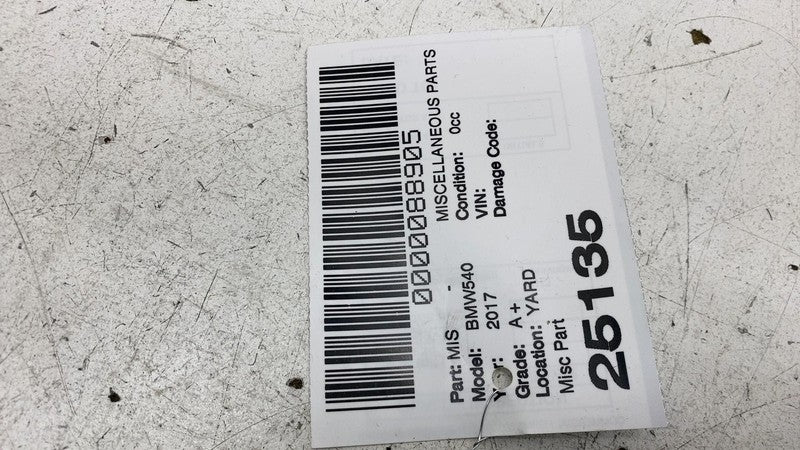 0000088905
Part: MIS - MISCELLANEOUS PARTS
Model: BMW540 Condition: 0cc
Year: 2017 VIN:
Grade: A+ Damage Code:
Location: YARD
Misc Part
25135